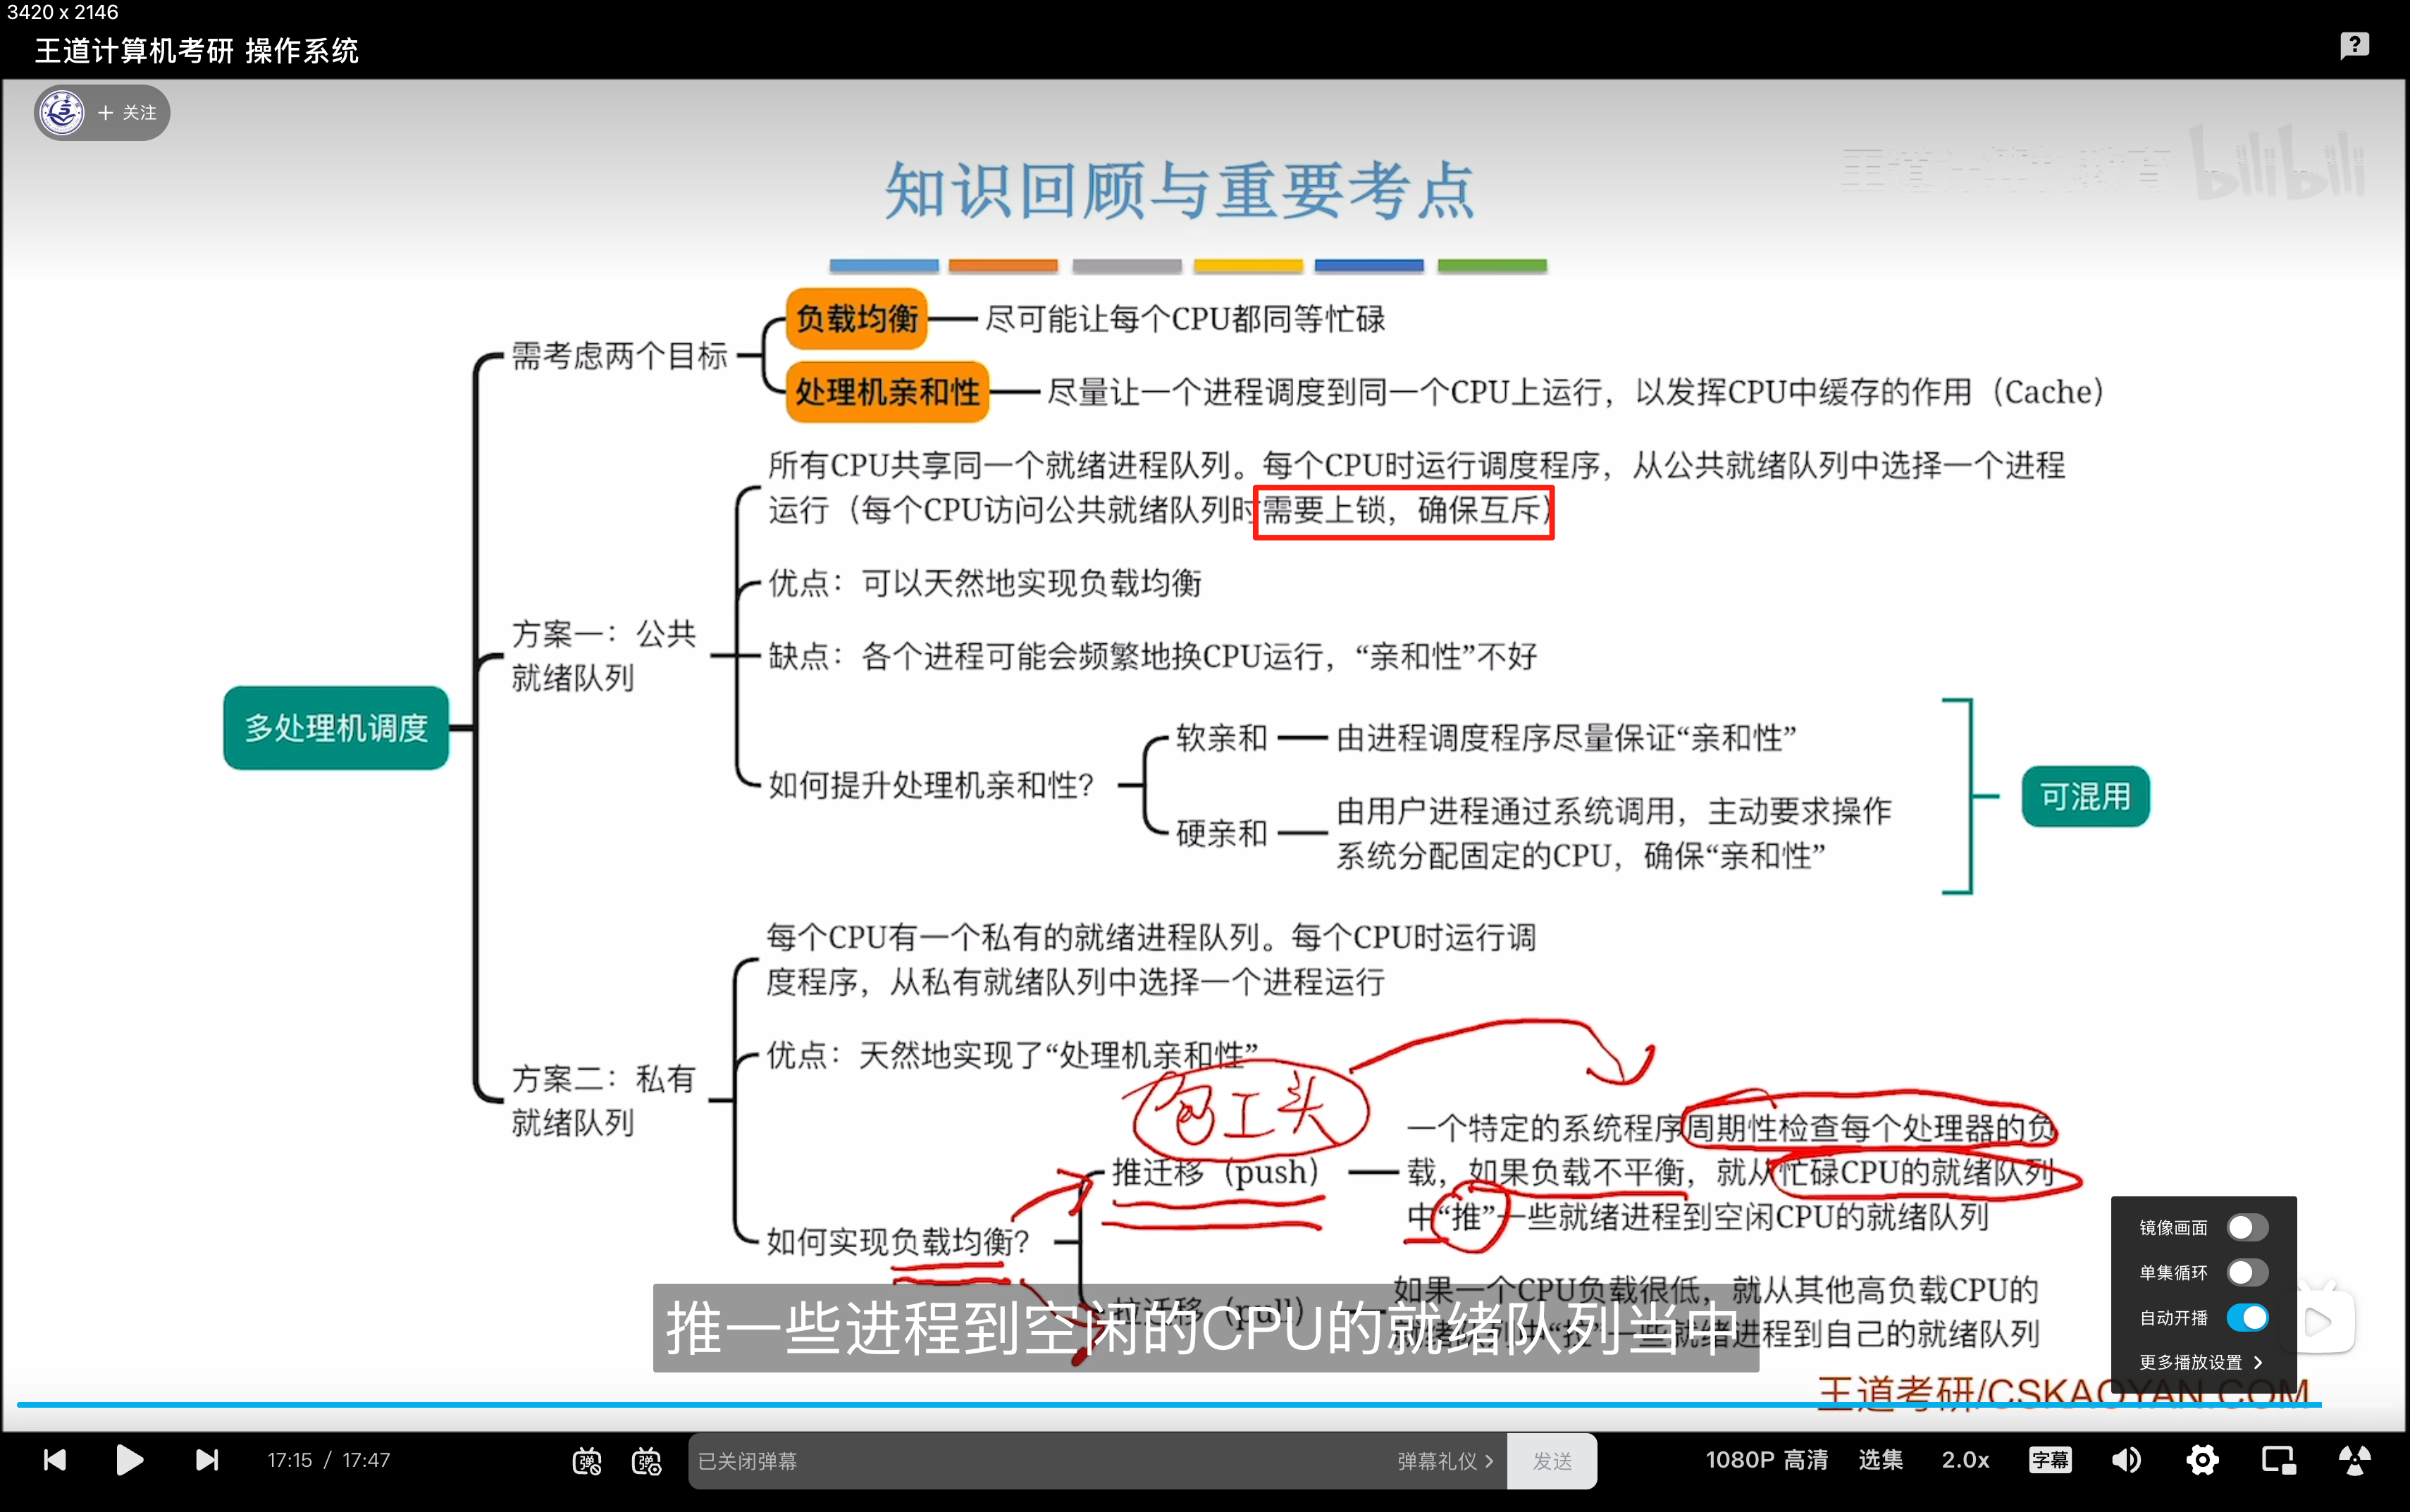 3420 x 2146
王道计算机考研 操作系统
+ 关注
bilibili
知识回顾与重要考点
负载均衡
尽可能让每个CPU都同等忙碌
需考虑两个目标
处理机亲和性
尽量让一个进程调度到同一个CPU上运行，以发挥CPU中缓存的作用（Cache）
所有CPU共享同一个就绪进程队列。每个CPU时运行调度程序，从公共就绪队列中选择一个进程
运行（每个CPU访问公共就绪队列时需要上锁，确保互斥）
优点：可以天然地实现负载均衡
方案一：公共
就绪队列
缺点：各个进程可能会频繁地换CPU运行，“亲和性”不好
多处理机调度
如何提升处理机亲和性？
软亲和
由进程调度程序尽量保证“亲和性”
硬亲和
由用户进程通过系统调用，主动要求操作
系统分配固定的CPU，确保“亲和性”
可混用
每个CPU有一个私有的就绪进程队列。每个CPU时运行调
度程序，从私有就绪队列中选择一个进程运行
优点：天然地实现了“处理机亲和性”
方案二：私有
就绪队列
包工头
推迁移（push）
一个特定的系统程序周期性检查每个处理器的负
载，如果负载不平衡，就从忙碌CPU的就绪队列
中“推”一些就绪进程到空闲CPU的就绪队列
如何实现负载均衡？
拉迁移（pull）
如果一个CPU负载很低，就从其他高负载CPU的
就绪队列中“拉”一些就绪进程到自己的就绪队列
推一些进程到空闲的CPU的就绪队列当中
镜像画面
单集循环
自动开播
更多播放设置
王道考研/CSKAOYAN.COM
17:15 / 17:47
弹
弹
已关闭弹幕
弹幕礼仪
发送
1080P 高清
选集
2.0x
字幕